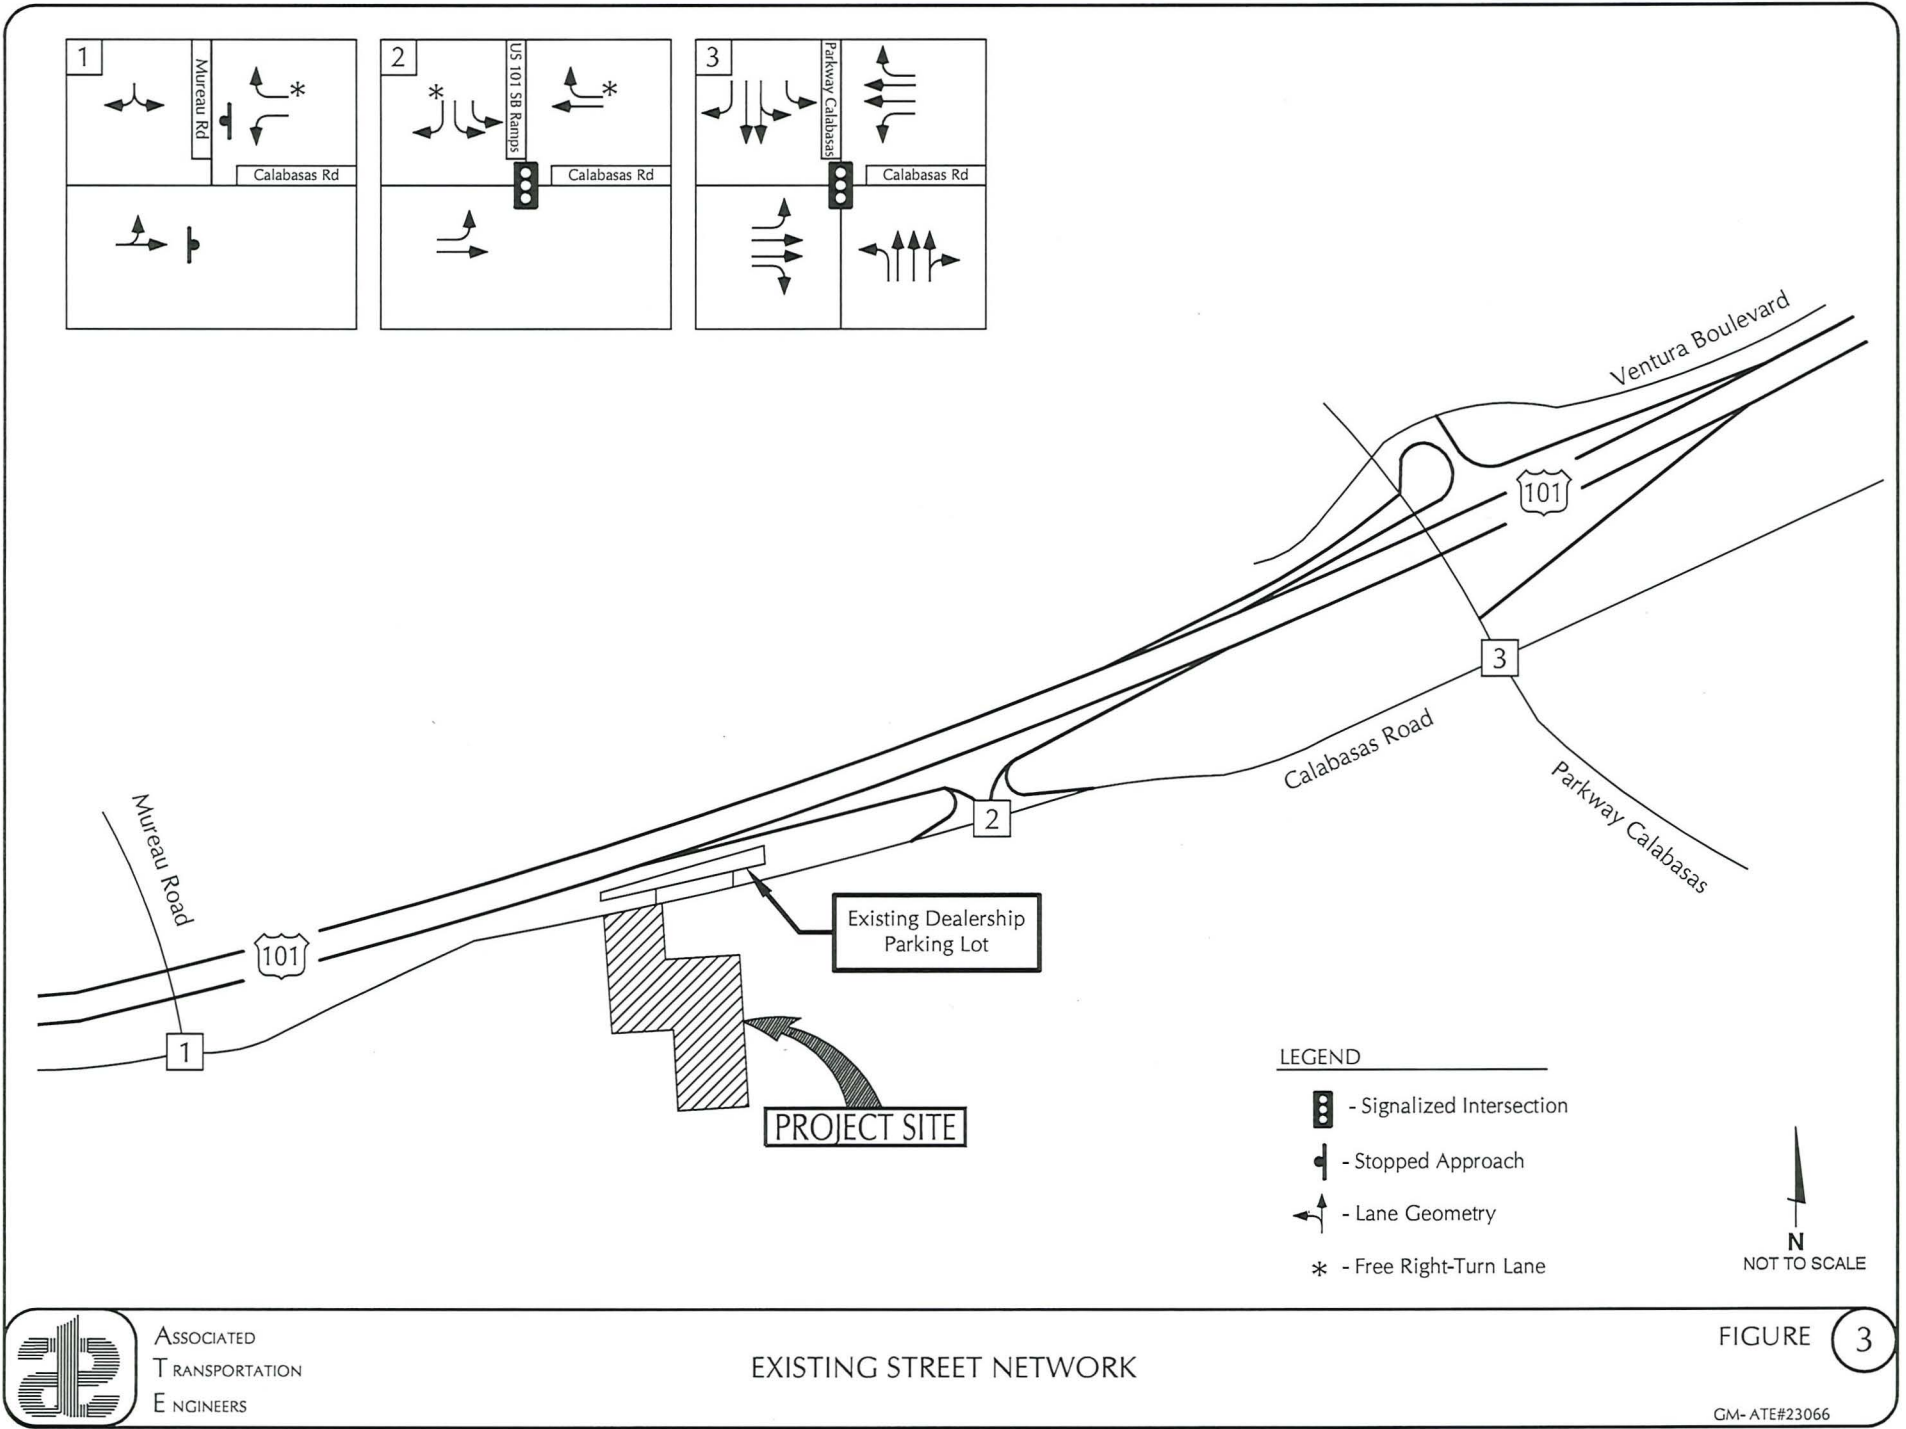 1
Mureau Rd
*
Calabasas Rd
2
US 101 SB Ramps
*
*
Calabasas Rd
3
Parkway Calabasas
Calabasas Rd
Ventura Boulevard
101
3
Calabasas Road
Parkway Calabasas
2
Mureau Road
101
1
Existing Dealership
Parking Lot
PROJECT SITE
LEGEND
- Signalized Intersection
- Stopped Approach
- Lane Geometry
* - Free Right-Turn Lane
N
NOT TO SCALE
ASSOCIATED
TRANSPORTATION
ENGINEERS
EXISTING STREET NETWORK
FIGURE 3
GM- ATE#23066